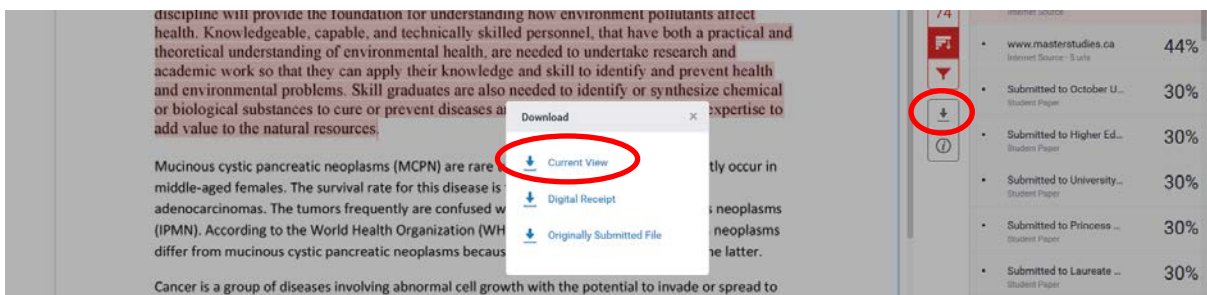 discipline will provide the foundation for understanding how environment pollutants affect
health. Knowledgeable, capable, and technically skilled personnel, that have both a practical and
theoretical understanding of environmental health, are needed to undertake research and
academic work so that they can apply their knowledge and skill to identify and prevent health
and environmental problems. Skill graduates are also needed to identify or synthesize chemical
or biological substances to cure or prevent diseases a expertise to
add value to the natural resources.
Mucinous cystic pancreatic neoplasms (MCPN) are rare tly occur in
middle-aged females. The survival rate for this disease is
adenocarcinomas. The tumors frequently are confused w s neoplasms
(IPMN). According to the World Health Organization (WH neoplasms
differ from mucinous cystic pancreatic neoplasms becaus he latter.
Cancer is a group of diseases involving abnormal cell growth with the potential to invade or spread to
Download ×
Current View
Digital Receipt
Originally Submitted File
74
Internet Source
www.masterstudies.ca 44%
Internet Source - 5 urls
Submitted to October U... 30%
Student Paper
Submitted to Higher Ed... 30%
Student Paper
Submitted to University... 30%
Student Paper
Submitted to Princess ... 30%
Student Paper
Submitted to Laureate ... 30%
Student Paper